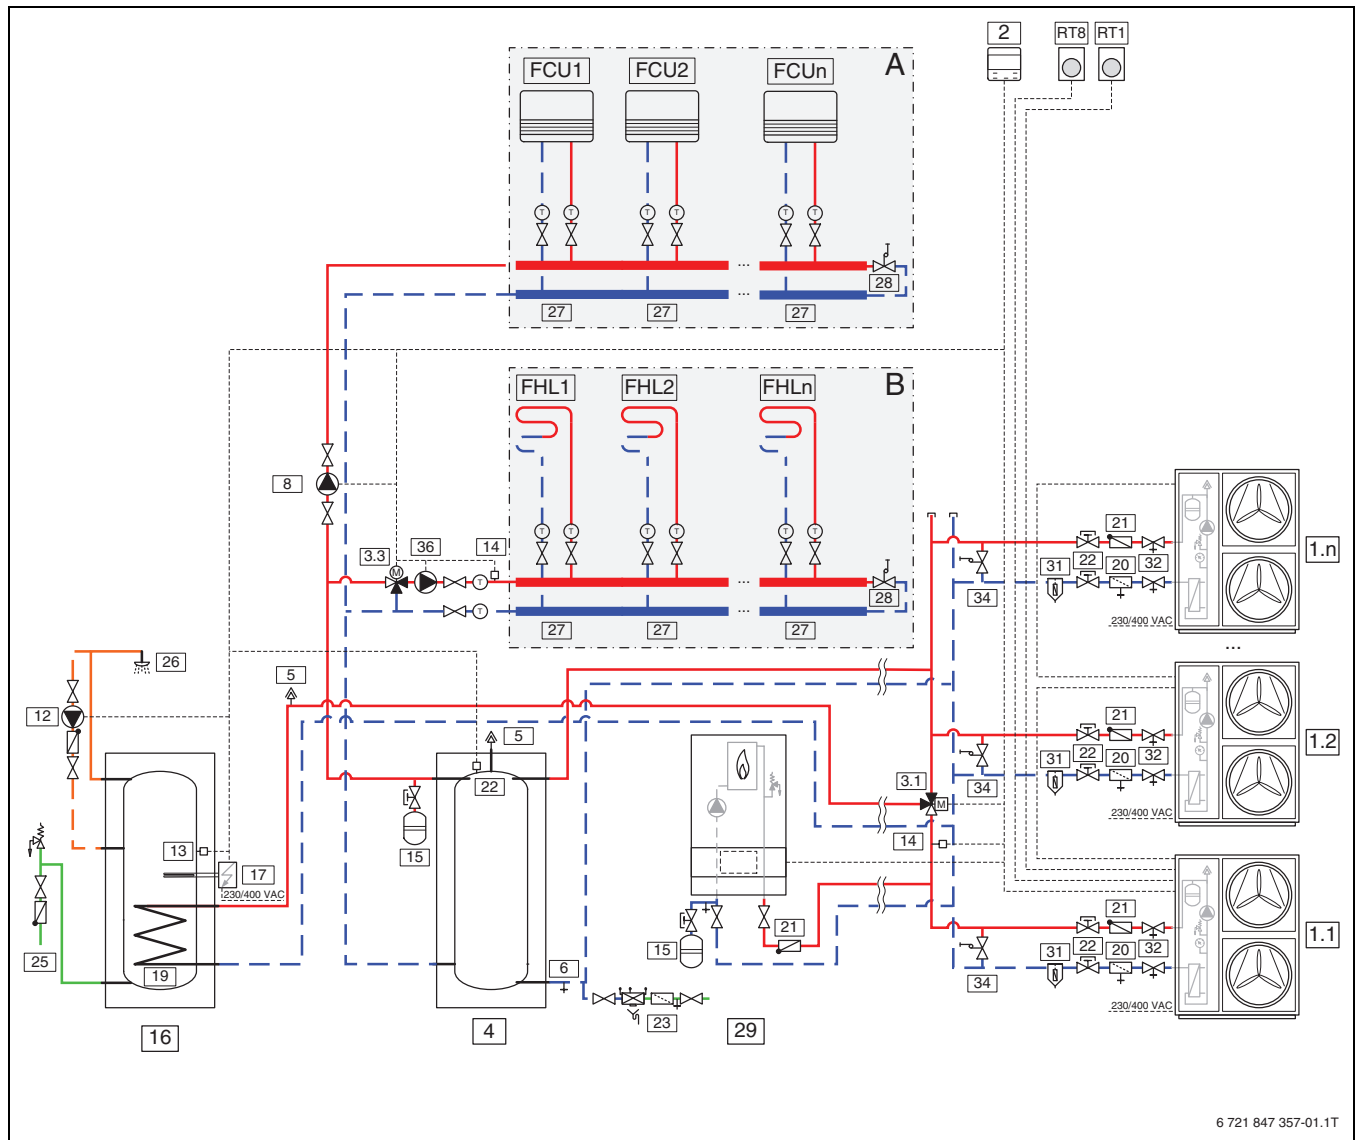 2 RT8 RT1
A
FCU1 FCU2 FCUn
28
27 27 27
B
FHL1 FHL2 FHLn
8
3.3 36 14
M
28
27 27 27
21
1.n
31 22 20 32
34
230/400 VAC
...
26
5
12
5
21
1.2
3.1
31 22 20 32
M
34
230/400 VAC
22
13
15
14
17
230/400 VAC
21
21
1.1
25
19
6
15
31 22 20 32
34
230/400 VAC
23
16 4 29
6 721 847 357-01.1T